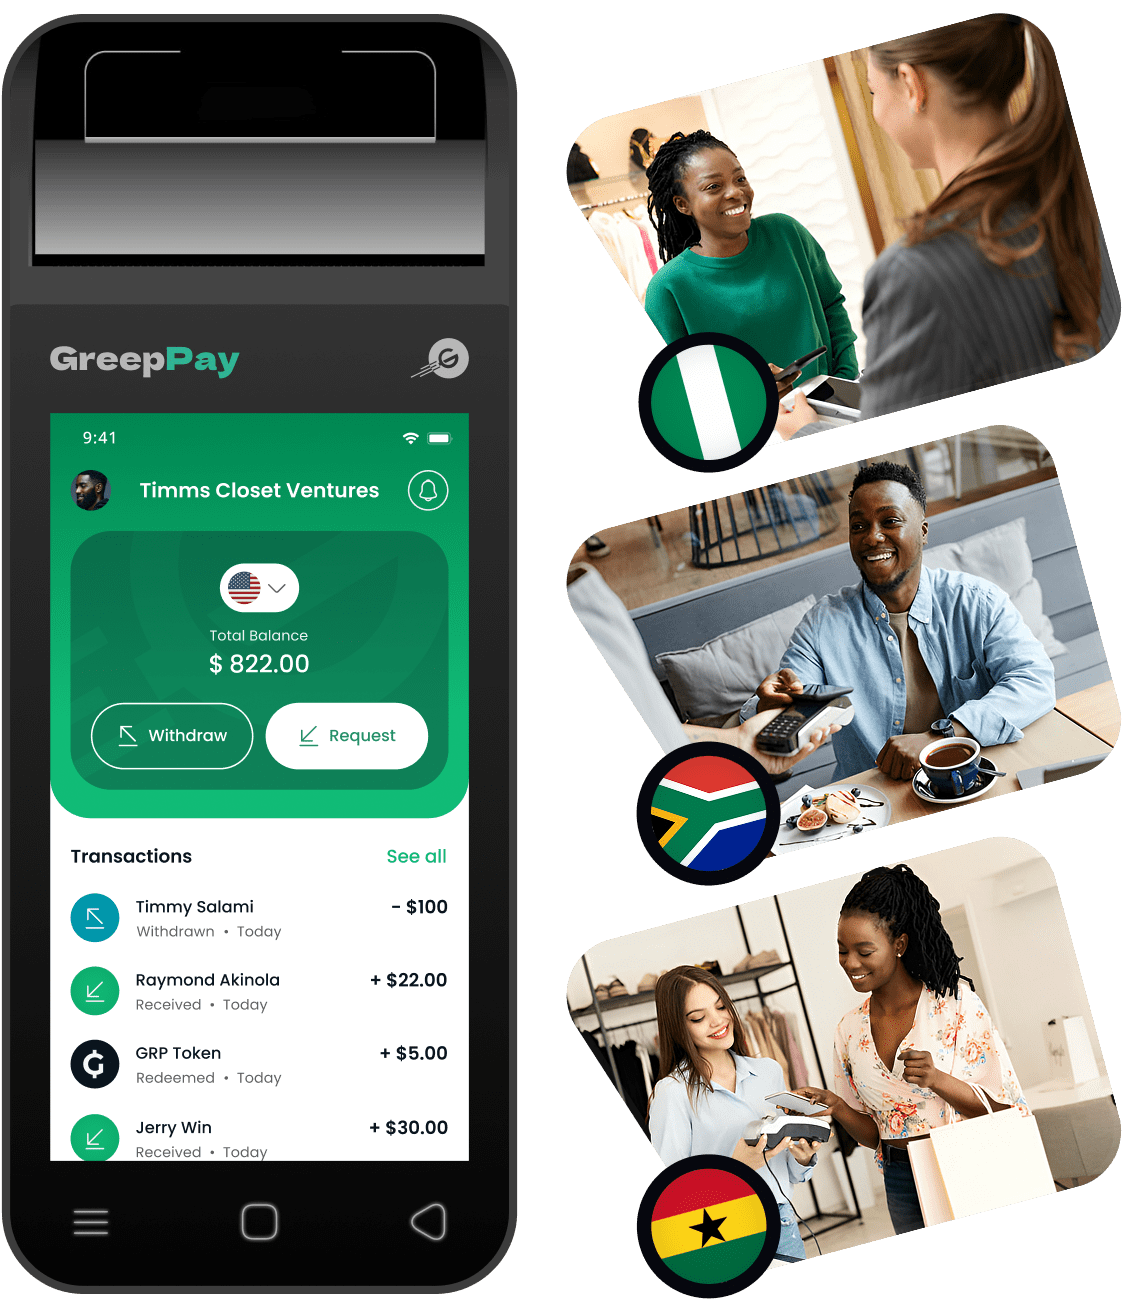 GreepPay
9:41
Timms Closet Ventures
Total Balance
$ 822.00
Withdraw
Request
Transactions
See all
Timmy Salami
- $100
Withdrawn • Today
Raymond Akinola
+ $22.00
Received • Today
GRP Token
+ $5.00
Redeemed • Today
Jerry Win
+ $30.00
Received • Today